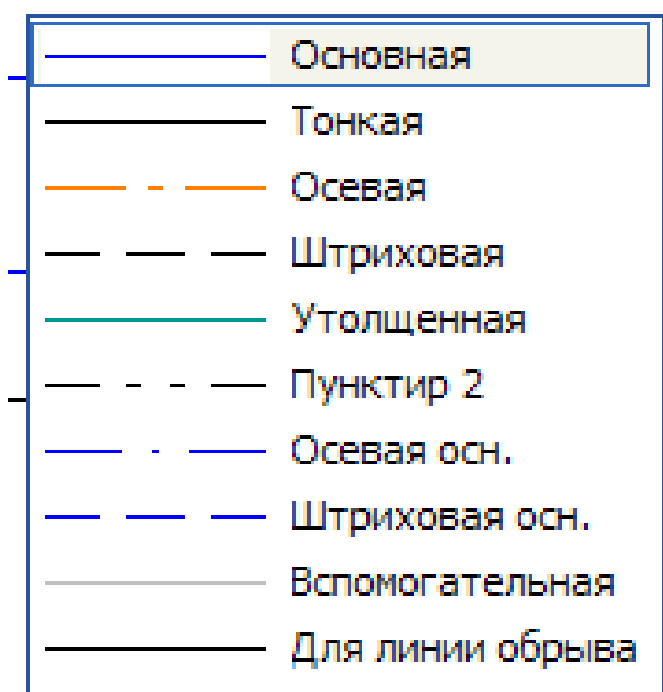 Основная
Тонкая
Осевая
Штриховая
Утолщенная
Пунктир 2
Осевая осн.
Штриховая осн.
Вспомогательная
Для линии обрыва